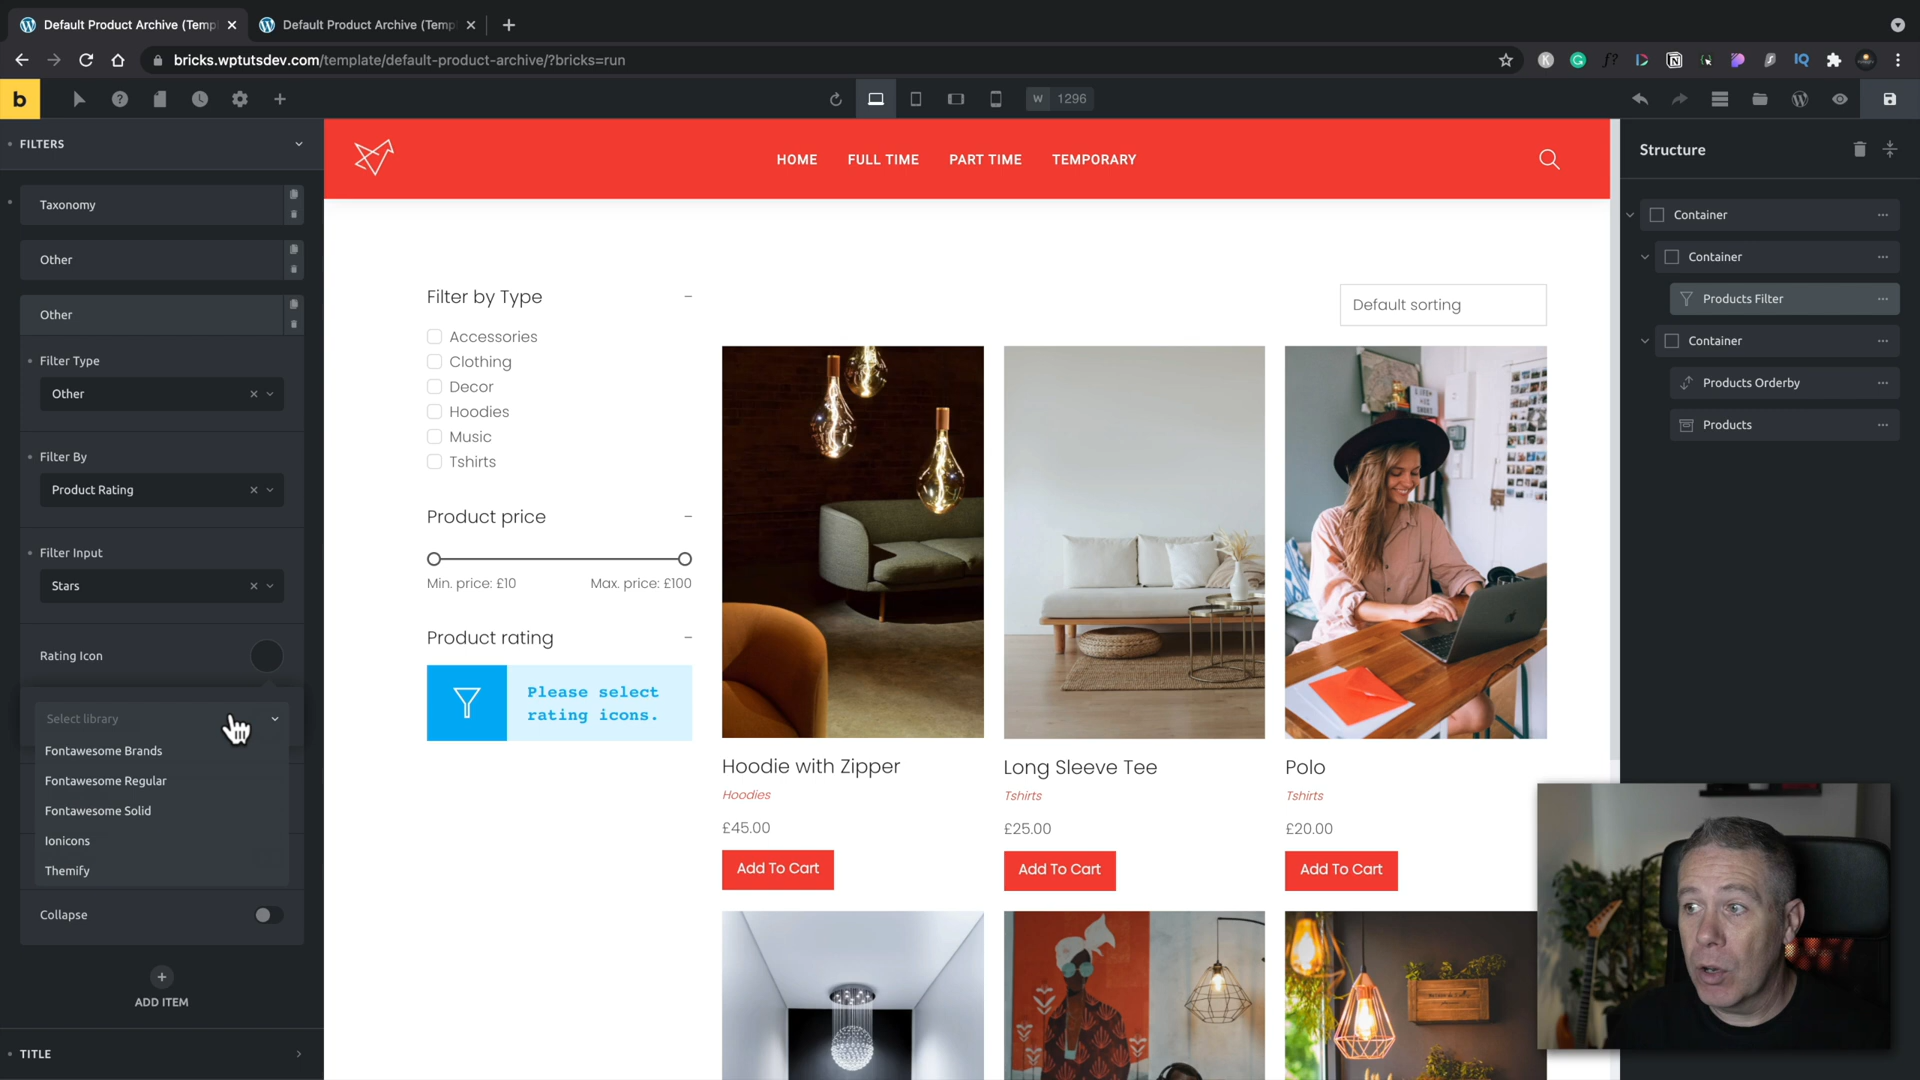 Default Product Archive (Temp
Default Product Archive (Temp
bricks.wptutsdev.com/template/default-product-archive/?bricks=run
b
W 1296
FILTERS
Taxonomy
Other
Other
Filter Type
Other
Filter By
Product Rating
Filter Input
Stars
Rating Icon
Select library
Fontawesome Brands
Fontawesome Regular
Fontawesome Solid
Ionicons
Themify
Collapse
ADD ITEM
TITLE
HOME FULL TIME PART TIME TEMPORARY
Filter by Type
Accessories
Clothing
Decor
Hoodies
Music
Tshirts
Product price
Min. price: £10 Max. price: £100
Product rating
Please select
rating icons.
Default sorting
Hoodie with Zipper
Hoodies
£45.00
Add To Cart
Long Sleeve Tee
Tshirts
£25.00
Add To Cart
Polo
Tshirts
£20.00
Add To Cart
Structure
Container
Container
Products Filter
Container
Products Orderby
Products